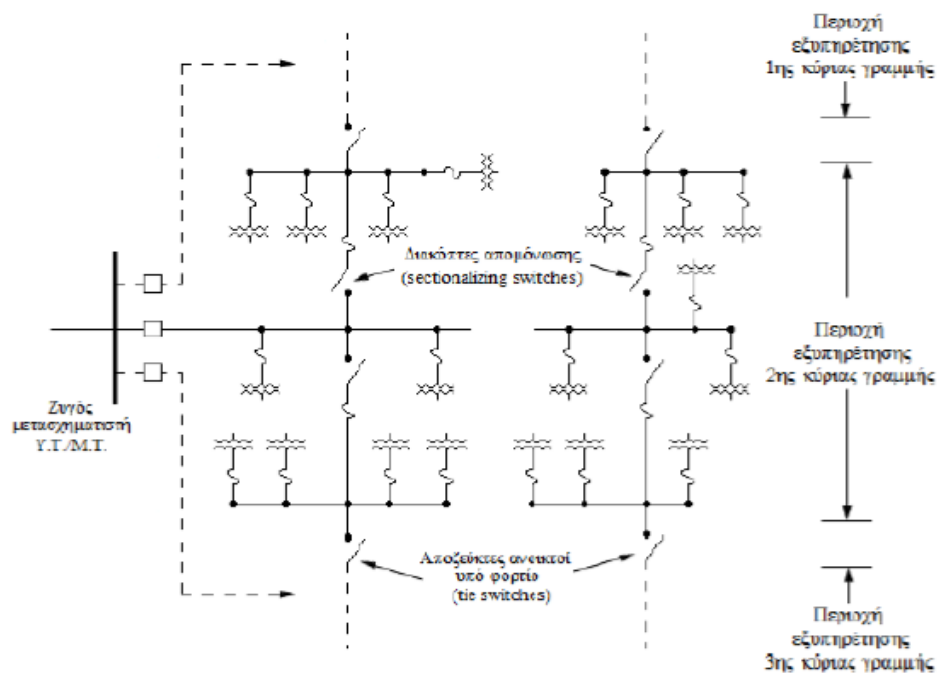 Περιοχή
εξυπηρέτησης
1ης κύριας γραμμής
Διακόπτες απομόνωσης
(sectionalizing switches)
Περιοχή
εξυπηρέτησης
2ης κύριας γραμμής
Ζυγός
μετασχηματιστή
Υ.Τ./Μ.Τ.
Αποζεύκτες ανοικτοί
υπό φορτίο
(tie switches)
Περιοχή
εξυπηρέτησης
3ης κύριας γραμμής